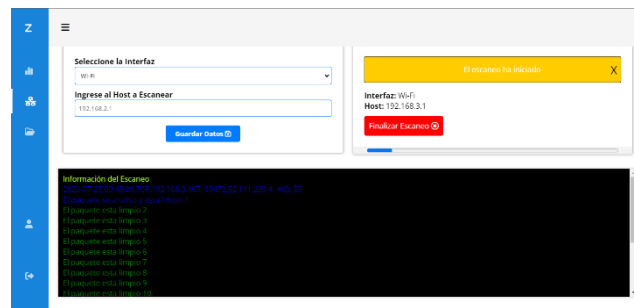 Z
Seleccione la Interfaz
Wi-Fi
Ingrese al Host a Escanear
192.168.2.1
Guardar Datos
El escaneo ha iniciado
X
Interfaz: Wi-Fi
Host: 192.168.3.1
Finalizar Escaneo
Información del Escaneo
El paquete esta limpio 2
El paquete esta limpio 3
El paquete esta limpio 4
El paquete esta limpio 5
El paquete esta limpio 6
El paquete esta limpio 7
El paquete esta limpio 8
El paquete esta limpio 9
El paquete esta limpio 10